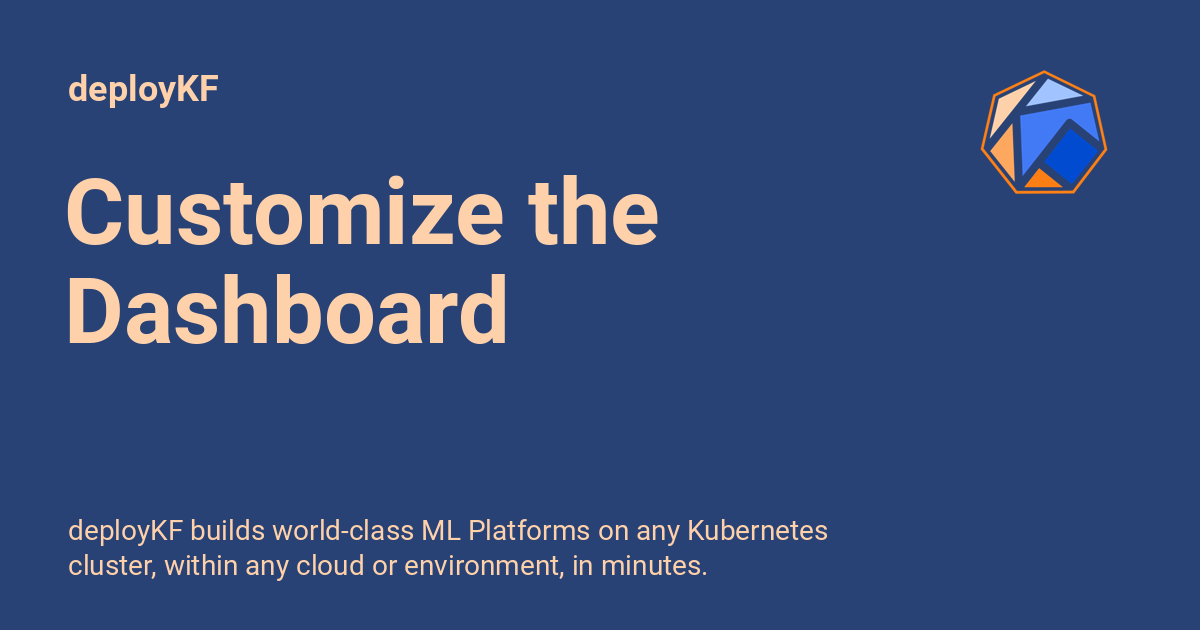 deployKF
Customize the
Dashboard
deployKF builds world-class ML Platforms on any Kubernetes
cluster, within any cloud or environment, in minutes.